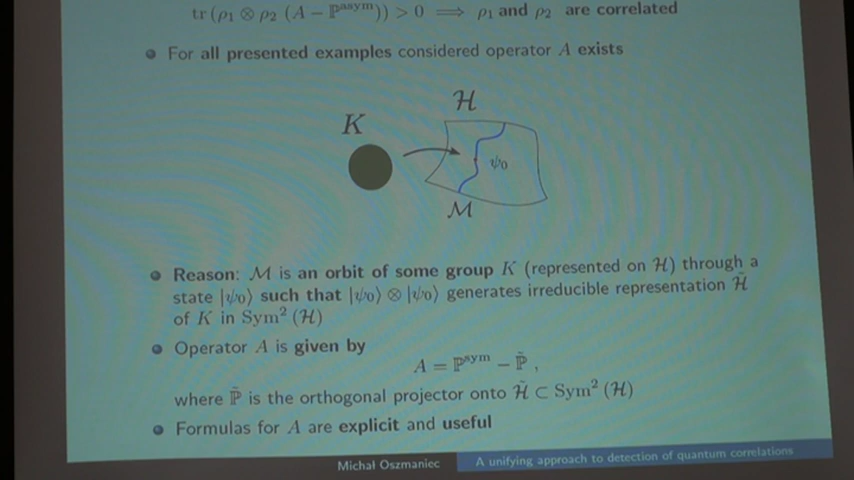 tr (ρ₁ ⊗ ρ₂ (A − ℙᵃˢʸᵐ)) > 0 ⟹ ρ₁ and ρ₂ are correlated
For all presented examples considered operator A exists
ℋ
K
ψ₀
ℳ
Reason: ℳ is an orbit of some group K (represented on ℋ) through a
state |ψ₀⟩ such that |ψ₀⟩ ⊗ |ψ₀⟩ generates irreducible representation ℋ̃
of K in Sym² (ℋ)
Operator A is given by
A = ℙˢʸᵐ − ℙ̃ ,
where ℙ̃ is the orthogonal projector onto ℋ̃ ⊂ Sym² (ℋ)
Formulas for A are explicit and useful
Michał Oszmaniec A unifying approach to detection of quantum correlations